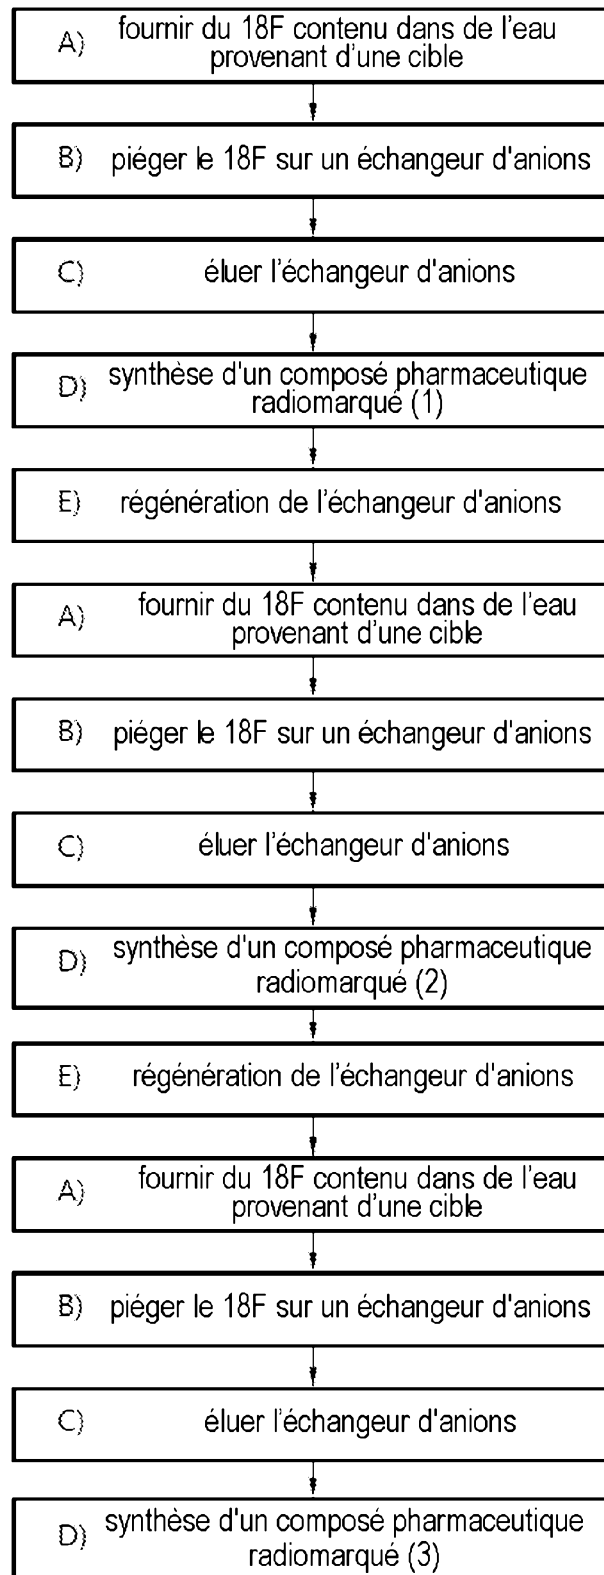 A) fournir du 18F contenu dans de l'eau
provenant d'une cible
B) piéger le 18F sur un échangeur d'anions
C) éluer l'échangeur d'anions
D) synthèse d'un composé pharmaceutique
radiomarqué (1)
E) régénération de l'échangeur d'anions
A) fournir du 18F contenu dans de l'eau
provenant d'une cible
B) piéger le 18F sur un échangeur d'anions
C) éluer l'échangeur d'anions
D) synthèse d'un composé pharmaceutique
radiomarqué (2)
E) régénération de l'échangeur d'anions
A) fournir du 18F contenu dans de l'eau
provenant d'une cible
B) piéger le 18F sur un échangeur d'anions
C) éluer l'échangeur d'anions
D) synthèse d'un composé pharmaceutique
radiomarqué (3)